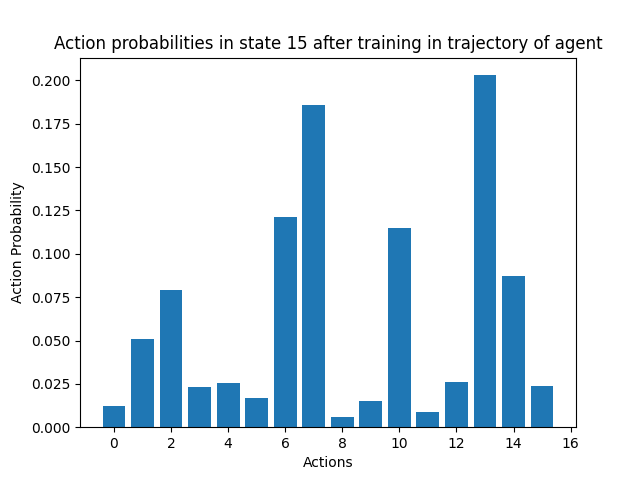 Action probabilities in state 15 after training in trajectory of agent
0.200
0.175
0.150
0.125
0.100
0.075
0.050
0.025
0.000
Action Probability
0 2 4 6 8 10 12 14 16
Actions